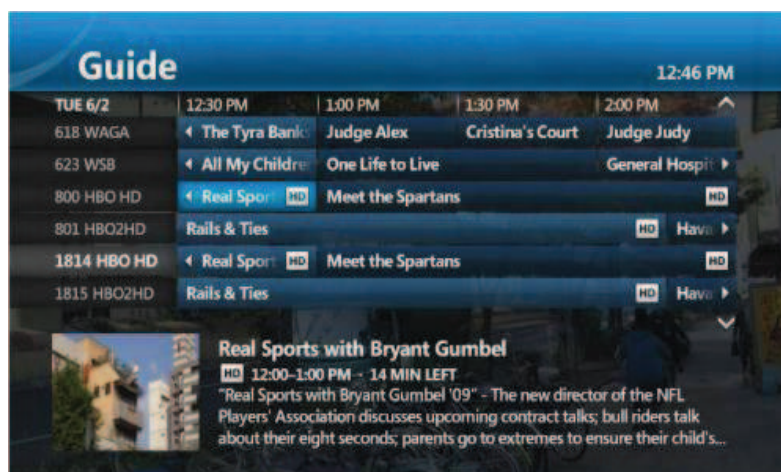 Guide
12:46 PM
TUE 6/2 12:30 PM 1:00 PM 1:30 PM 2:00 PM
618 WAGA The Tyra Banks Judge Alex Cristina's Court Judge Judy
623 WSB All My Childre One Life to Live General Hospit
800 HBO HD Real Sport HD Meet the Spartans HD
801 HBO2HD Rails & Ties HD Hava
1814 HBO HD Real Sport HD Meet the Spartans HD
1815 HBO2HD Rails & Ties HD Hava
Real Sports with Bryant Gumbel
HD 12:00–1:00 PM · 14 MIN LEFT
"Real Sports with Bryant Gumbel '09" - The new director of the NFL
Players' Association discusses upcoming contract talks; bull riders talk
about their eight seconds; parents go to extremes to ensure their child's...